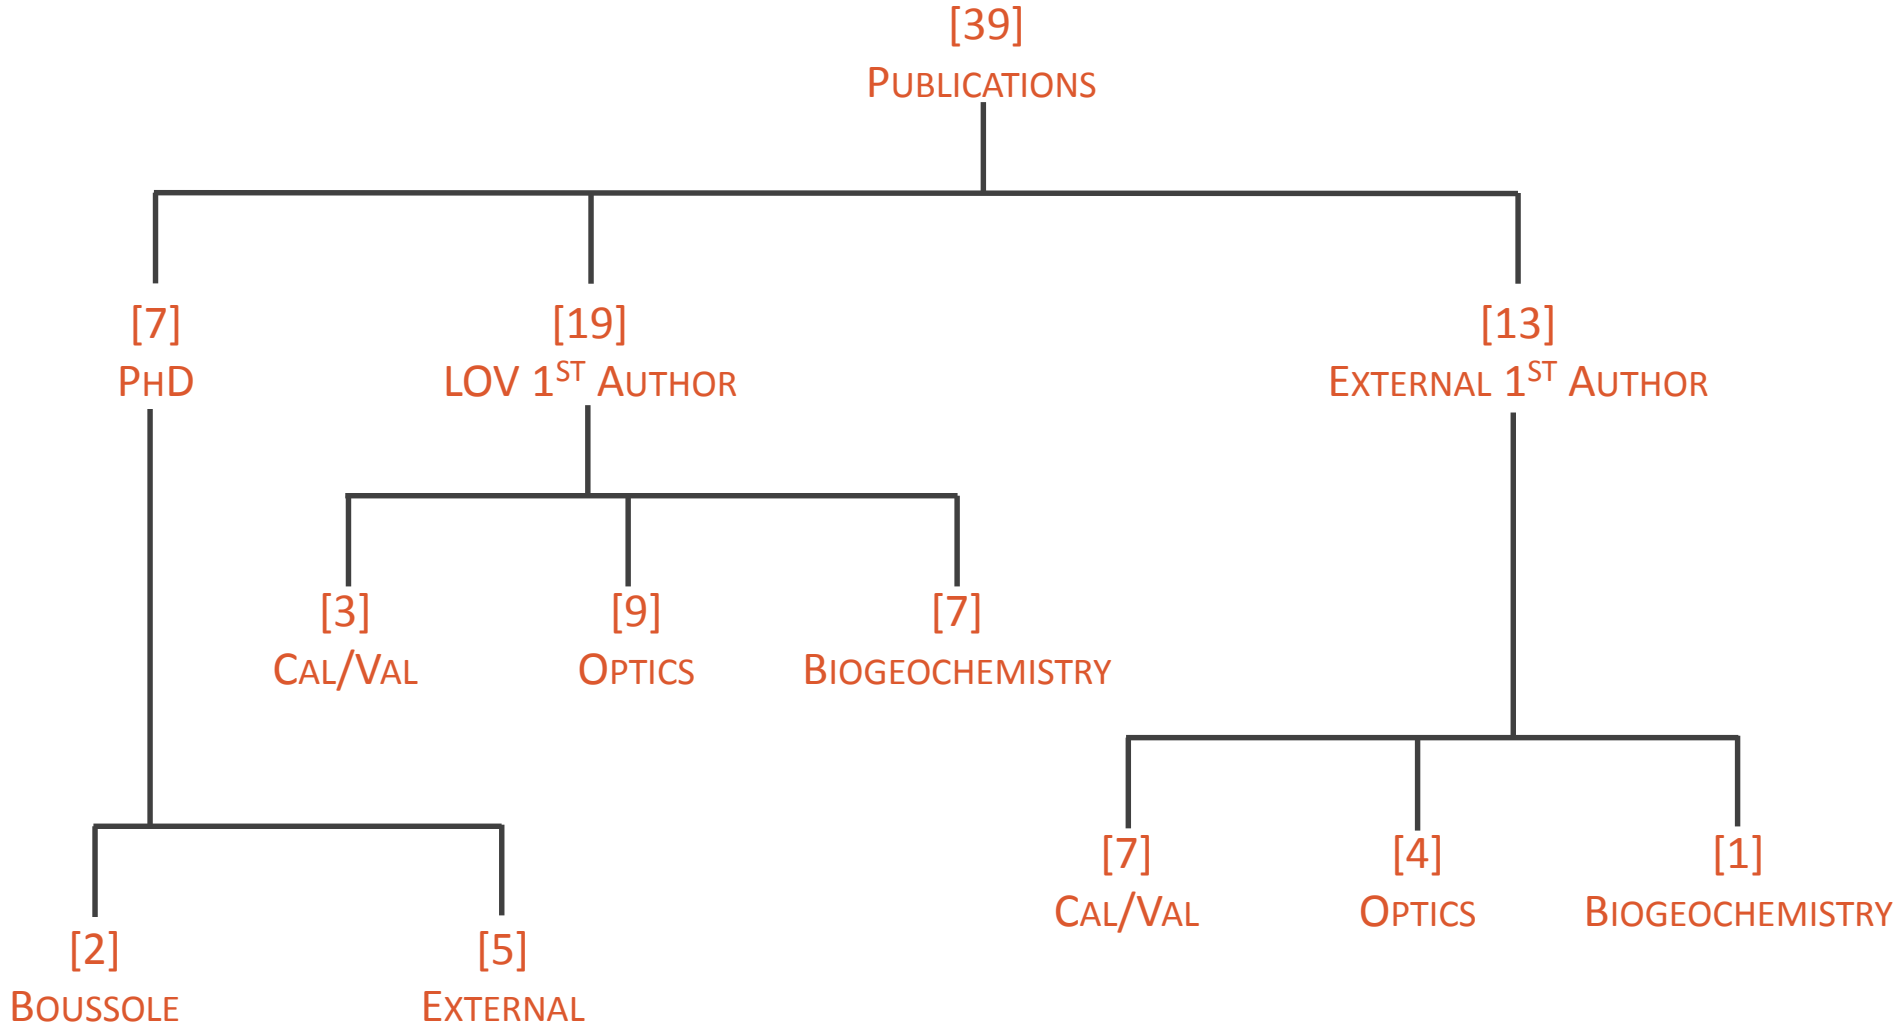 [39]
PUBLICATIONS
[7]
PHD
[19]
LOV 1ST AUTHOR
[13]
EXTERNAL 1ST AUTHOR
[3]
CAL/VAL
[9]
OPTICS
[7]
BIOGEOCHEMISTRY
[7]
CAL/VAL
[4]
OPTICS
[1]
BIOGEOCHEMISTRY
[2]
BOUSSOLE
[5]
EXTERNAL